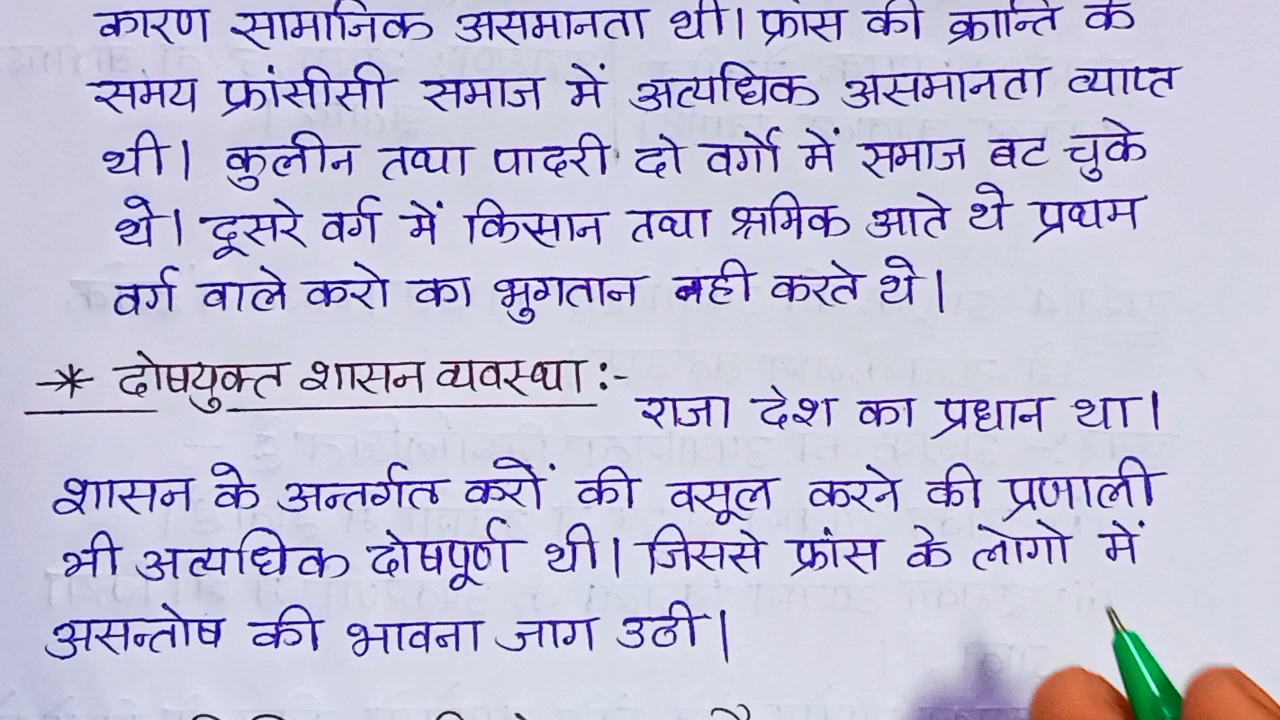 कारण सामाजिक असमानता थी। फ्रांस की क्रान्ति के
समय फ्रांसीसी समाज में अत्यधिक असमानता व्याप्त
थी। कुलीन तथा पादरी दो वर्गो में समाज बट चुके
थे। दूसरे वर्ग में किसान तथा श्रमिक आते थे प्रथम
वर्ग वाले करो का भुगतान नही करते थे।
* दोषयुक्त शासन व्यवस्था :-
राजा देश का प्रधान था।
शासन के अन्तर्गत करों की वसूल करने की प्रणाली
भी अत्यधिक दोषपूर्ण थी। जिससे फ्रांस के लोगो में
असन्तोष की भावना जाग उठी।